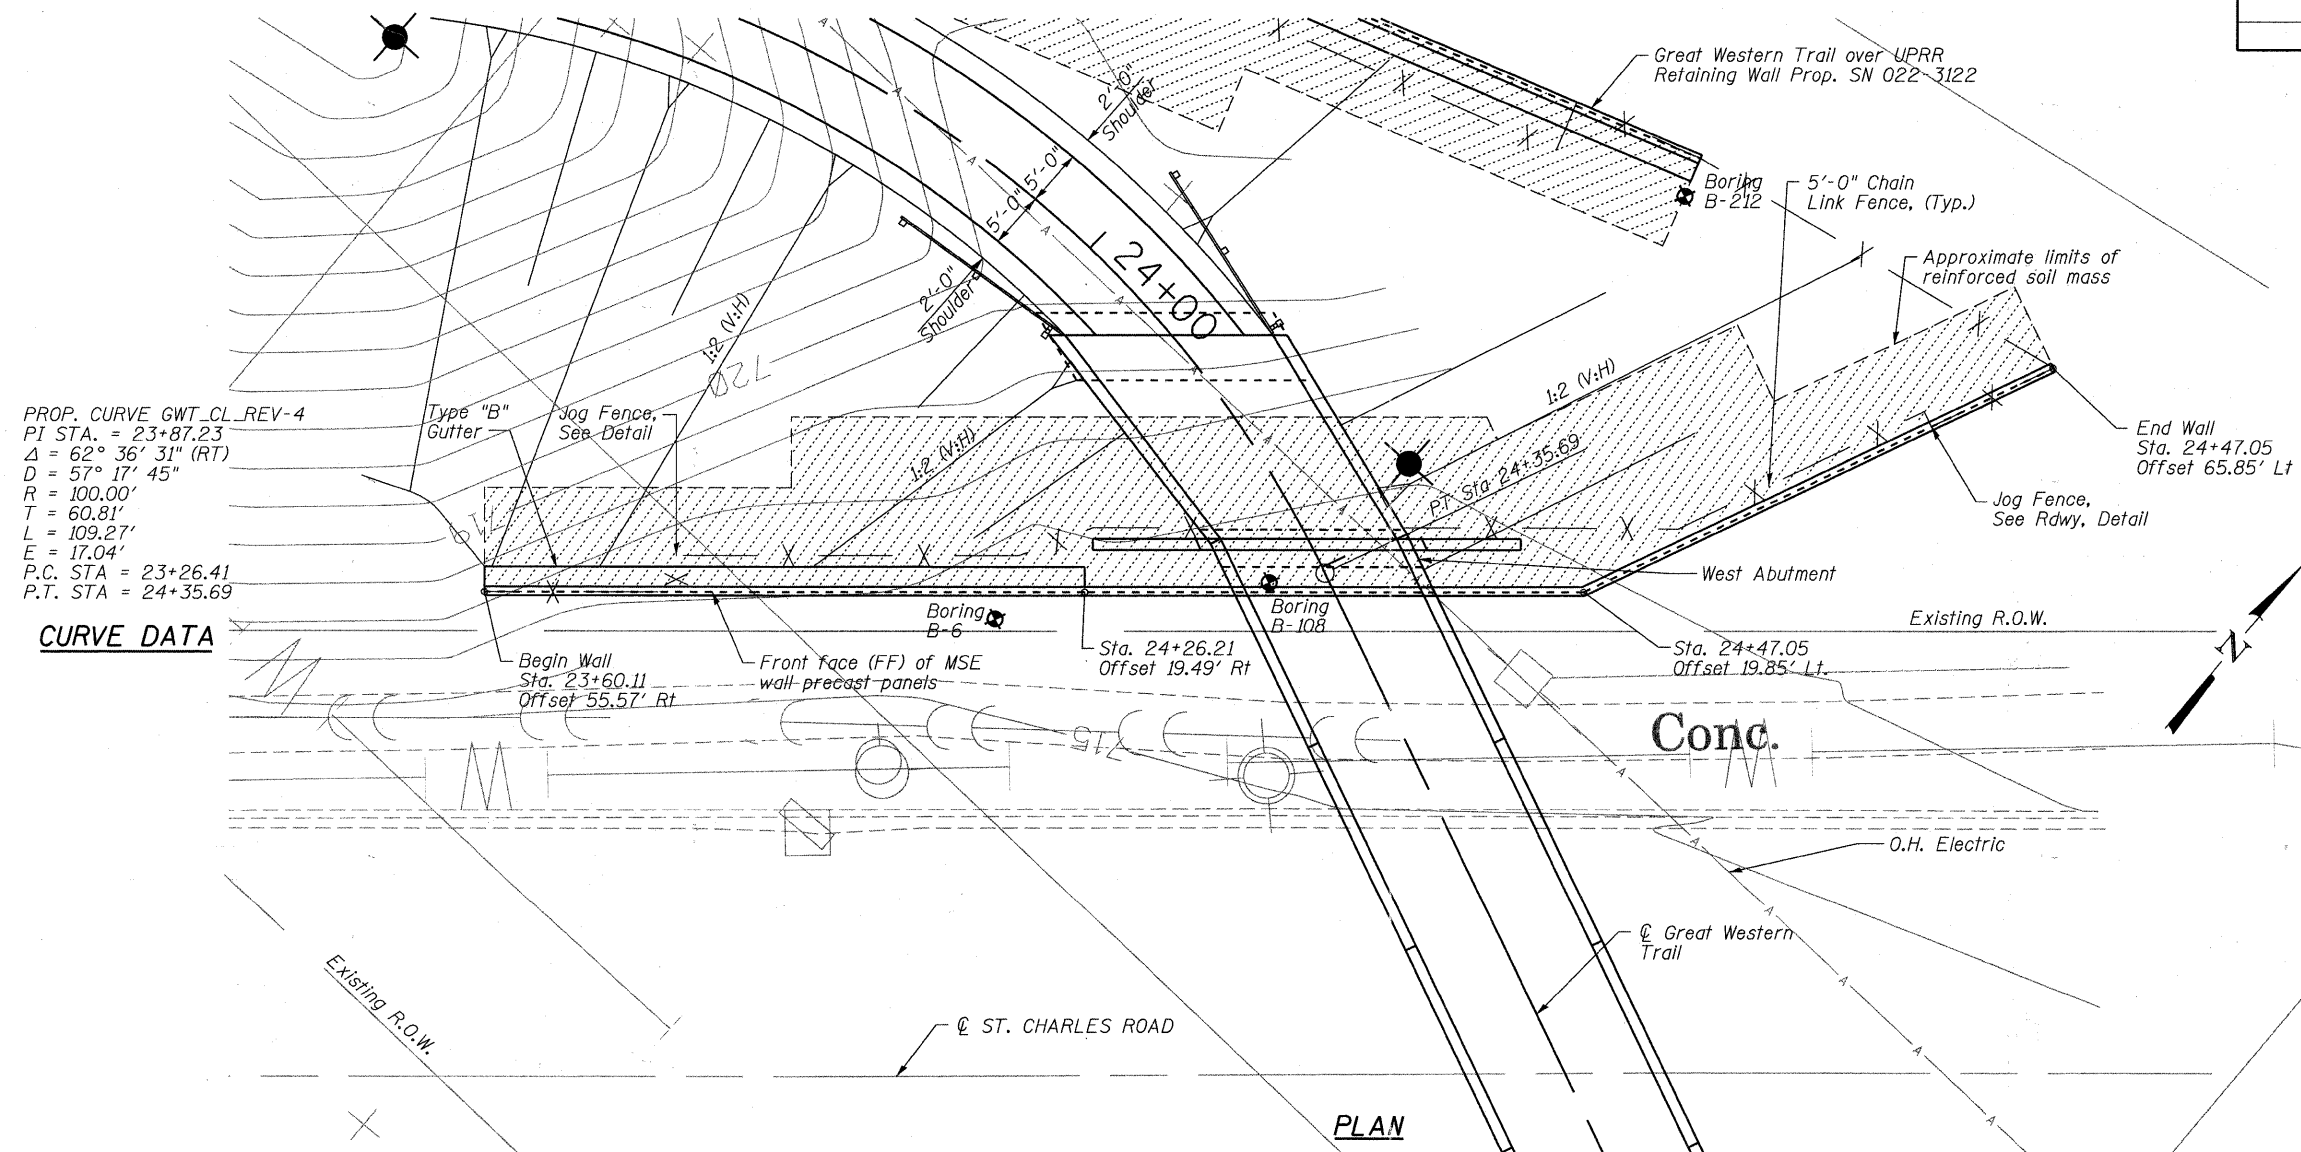 Great Western Trail over UPRR
Retaining Wall Prop. SN 022-3122
2'-0"
Shoulder
5'-0"
5'-0"
Boring
B-212
5'-0" Chain
Link Fence, (Typ.)
Approximate limits of
reinforced soil mass
24+00
2'-0"
Shoulder
1:2 (V:H)
720
1:2 (V:H)
PROP. CURVE GWT_CL_REV-4
PI STA. = 23+87.23
Δ = 62° 36' 31" (RT)
D = 57° 17' 45"
R = 100.00'
T = 60.81'
L = 109.27'
E = 17.04'
P.C. STA = 23+26.41
P.T. STA = 24+35.69
CURVE DATA
Type "B"
Gutter
Jog Fence,
See Detail
1:2 (V:H)
P.T. Sta 24+35.69
End Wall
Sta. 24+47.05
Offset 65.85' Lt
Jog Fence,
See Rdwy. Detail
West Abutment
Boring
B-6
Boring
B-108
Existing R.O.W.
N
Begin Wall
Sta. 23+60.11
Offset 55.57' Rt
Front face (FF) of MSE
wall precast panels
Sta. 24+26.21
Offset 19.49' Rt
Sta. 24+47.05
Offset 19.85' Lt.
715
Conc.
O.H. Electric
℄ Great Western
Trail
Existing R.O.W.
℄ ST. CHARLES ROAD
PLAN